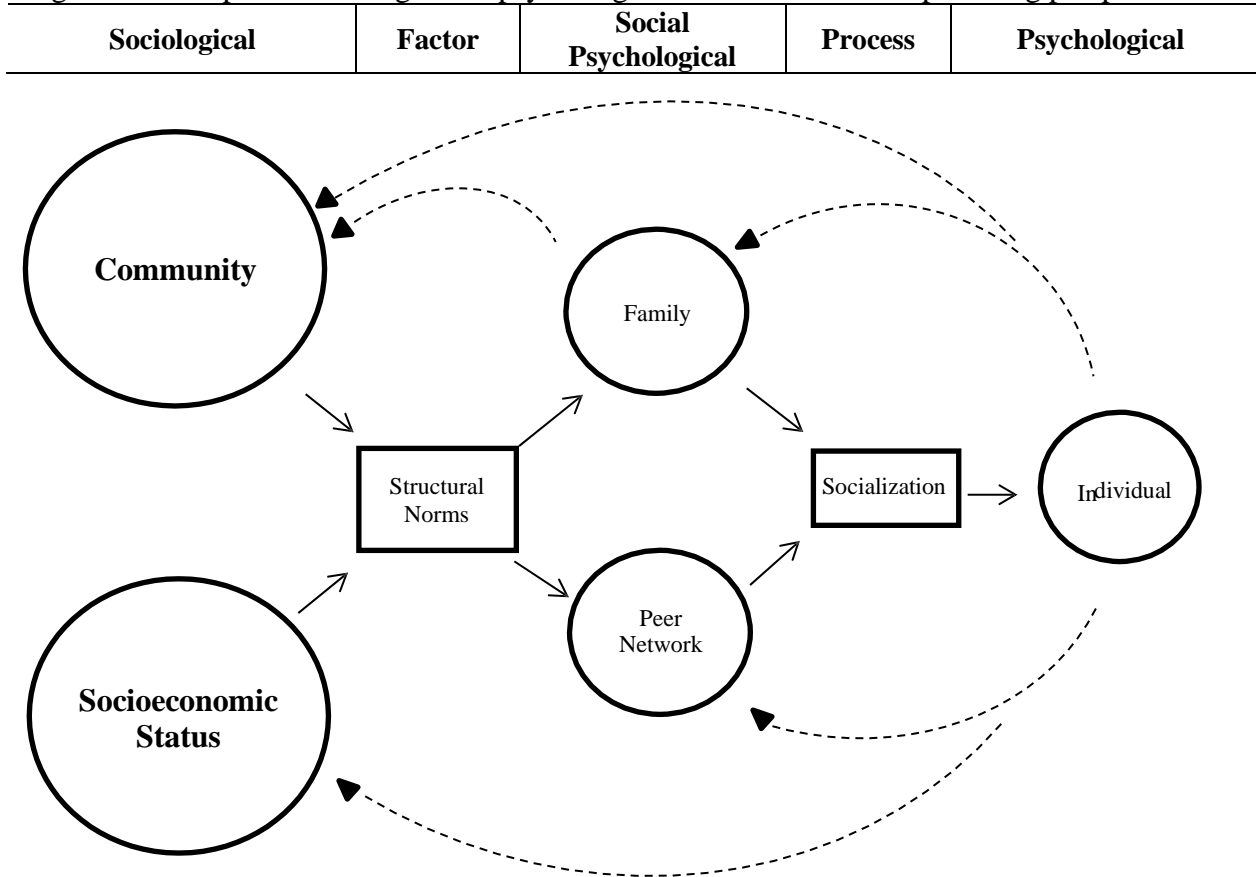 Sociological Factor Social Psychological Process Psychological
Community
Family
Structural
Norms
Socialization
Individual
Peer
Network
Socioeconomic
Status